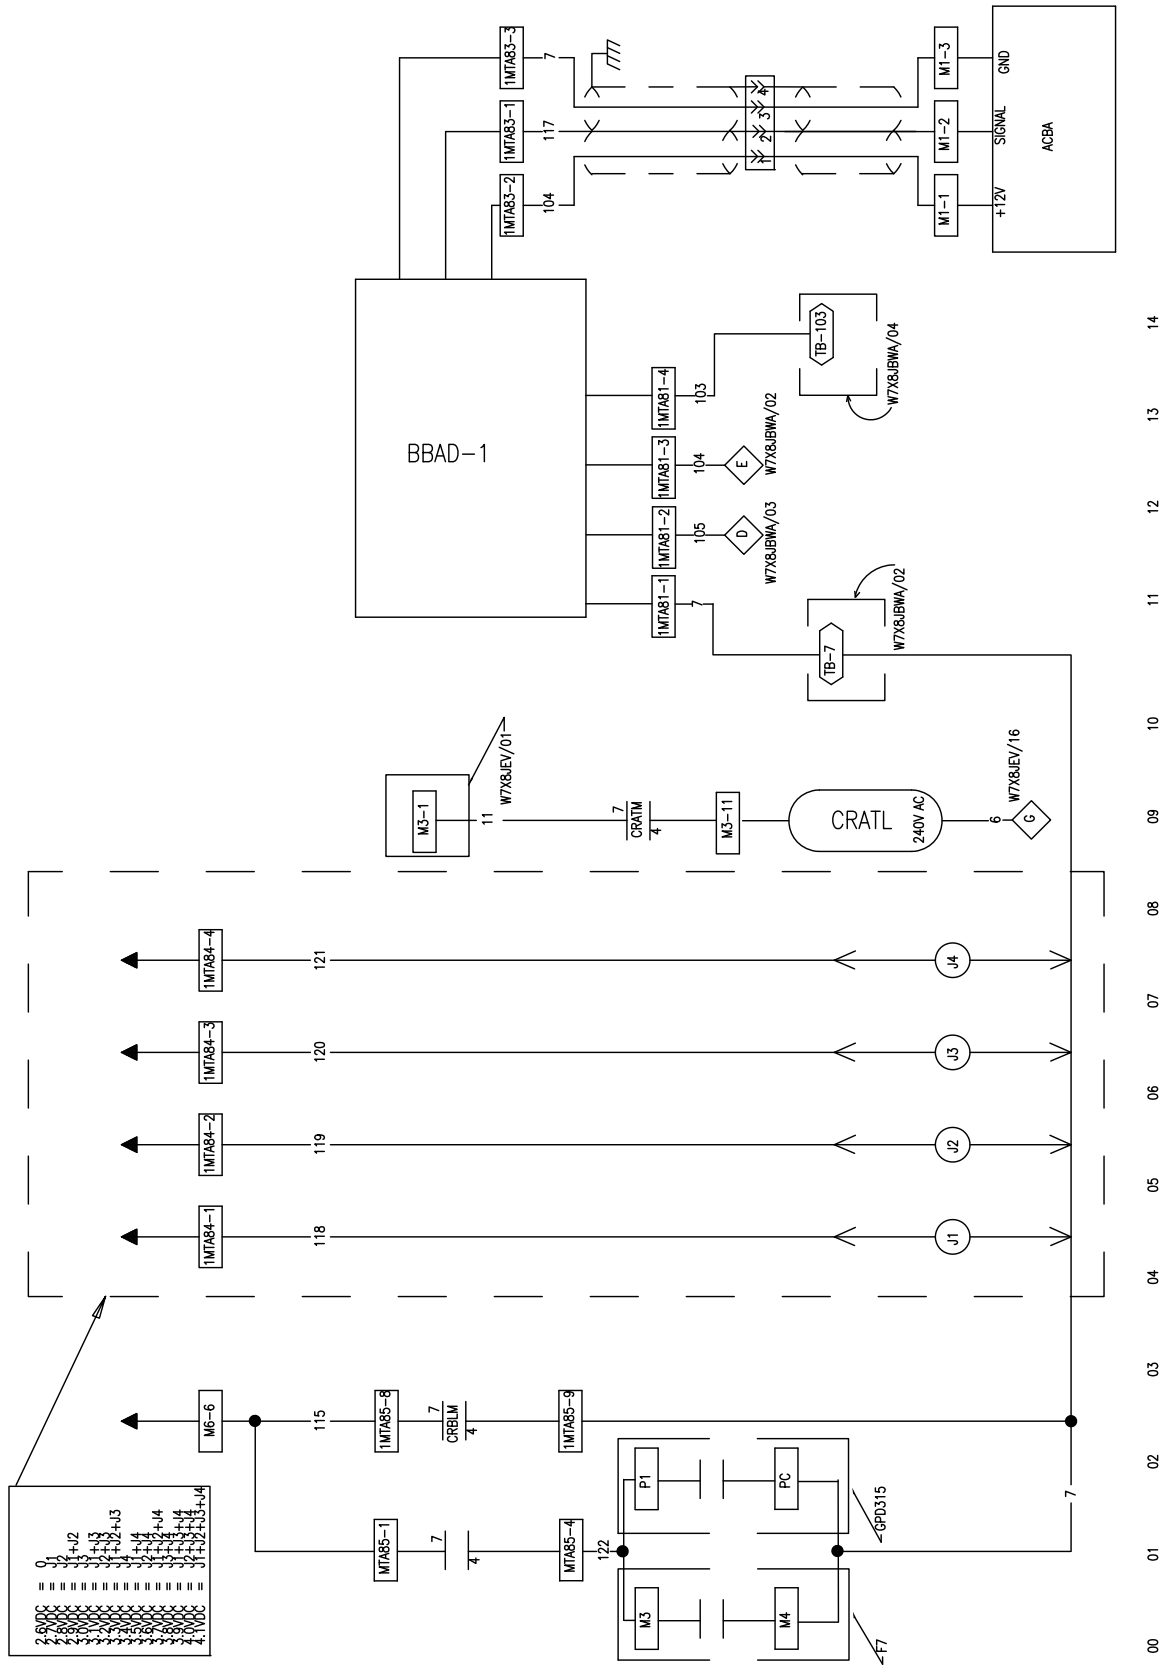 2.6VDC = 0
2.7VDC = J1
2.8VDC = J2
2.9VDC = J1+J2
3.0VDC = J3
3.1VDC = J1+J3
3.2VDC = J2+J3
3.3VDC = J1+J2+J3
3.4VDC = J4
3.5VDC = J1+J4
3.6VDC = J2+J4
3.7VDC = J1+J2+J4
3.8VDC = J3+J4
3.9VDC = J1+J3+J4
4.0VDC = J2+J3+J4
4.1VDC = J1+J2+J3+J4
M6-6
115
MTA85-1
7
4
MTA85-4
122
1MTA85-8
7
CRBLM
4
1MTA85-9
M3
M4
F7
P1
PC
GPD315
7
1MTA84-1
118
J1
1MTA84-2
119
J2
1MTA84-3
120
J3
1MTA84-4
121
J4
M3-1
11
W7X8JEV/01
7
CRATM
4
M3-11
CRATL
240V AC
6
G
W7X8JEV/16
BBAD-1
1MTA81-1
7
TB-7
W7X8JBWA/02
1MTA81-2
105
D
W7X8JBWA/03
1MTA81-3
104
E
W7X8JBWA/02
1MTA81-4
103
TB-103
W7X8JBWA/04
1MTA83-2
104
1MTA83-1
117
1MTA83-3
7
1
2
3
4
M1-1
+12V
M1-2
SIGNAL
M1-3
GND
ACBA
00
01
02
03
04
05
06
07
08
09
10
11
12
13
14